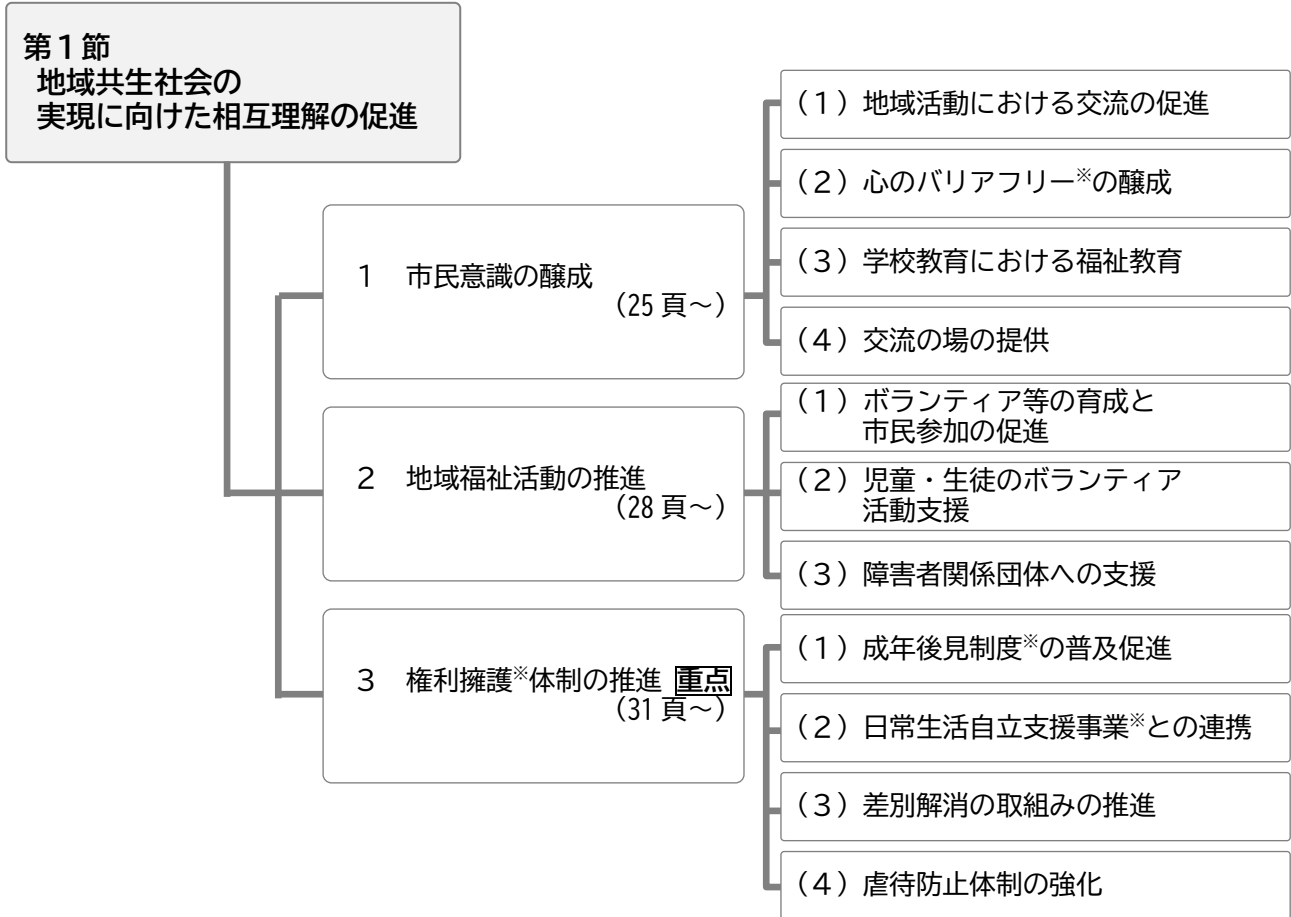 第１節
地域共生社会の
実現に向けた相互理解の促進
１　市民意識の醸成
（25 頁～）
（１）地域活動における交流の促進
（２）心のバリアフリー※の醸成
（３）学校教育における福祉教育
（４）交流の場の提供
２　地域福祉活動の推進
（28 頁～）
（１）ボランティア等の育成と
市民参加の促進
（２）児童・生徒のボランティア
活動支援
（３）障害者関係団体への支援
３　権利擁護※体制の推進 重点
（31 頁～）
（１）成年後見制度※の普及促進
（２）日常生活自立支援事業※との連携
（３）差別解消の取組みの推進
（４）虐待防止体制の強化